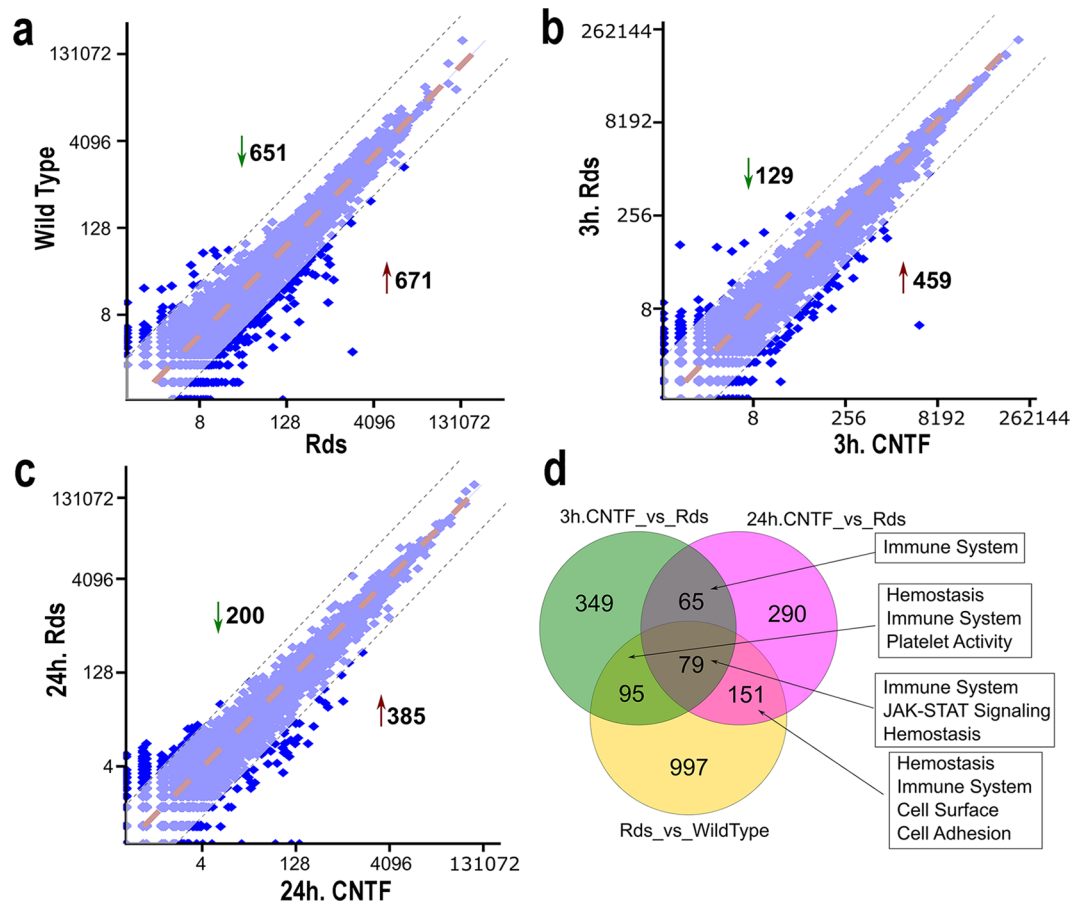 a
Wild Type
131072
4096
128
8
651
671
8
128
4096
131072
Rds
b
3h. Rds
262144
8192
256
8
129
459
8
256
8192
262144
3h. CNTF
c
24h. Rds
131072
4096
128
4
200
385
4
128
4096
131072
24h. CNTF
d
3h.CNTF_vs_Rds
24h.CNTF_vs_Rds
349
65
290
79
95
151
997
Rds_vs_WildType
Immune System
Hemostasis
Immune System
Platelet Activity
Immune System
JAK-STAT Signaling
Hemostasis
Hemostasis
Immune System
Cell Surface
Cell Adhesion